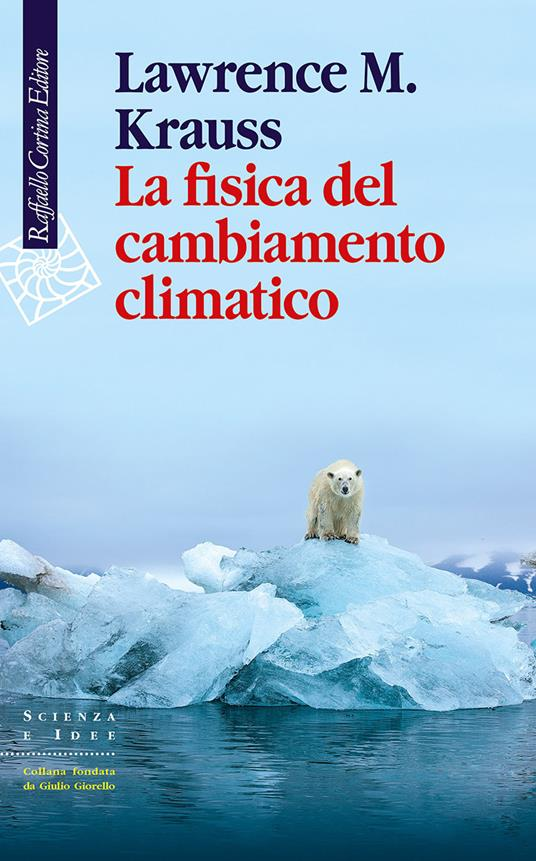 Raffaello Cortina Editore
Lawrence M.
Krauss
La fisica del
cambiamento
climatico
SCIENZA
E IDEE
Collana fondata
da Giulio Giorello